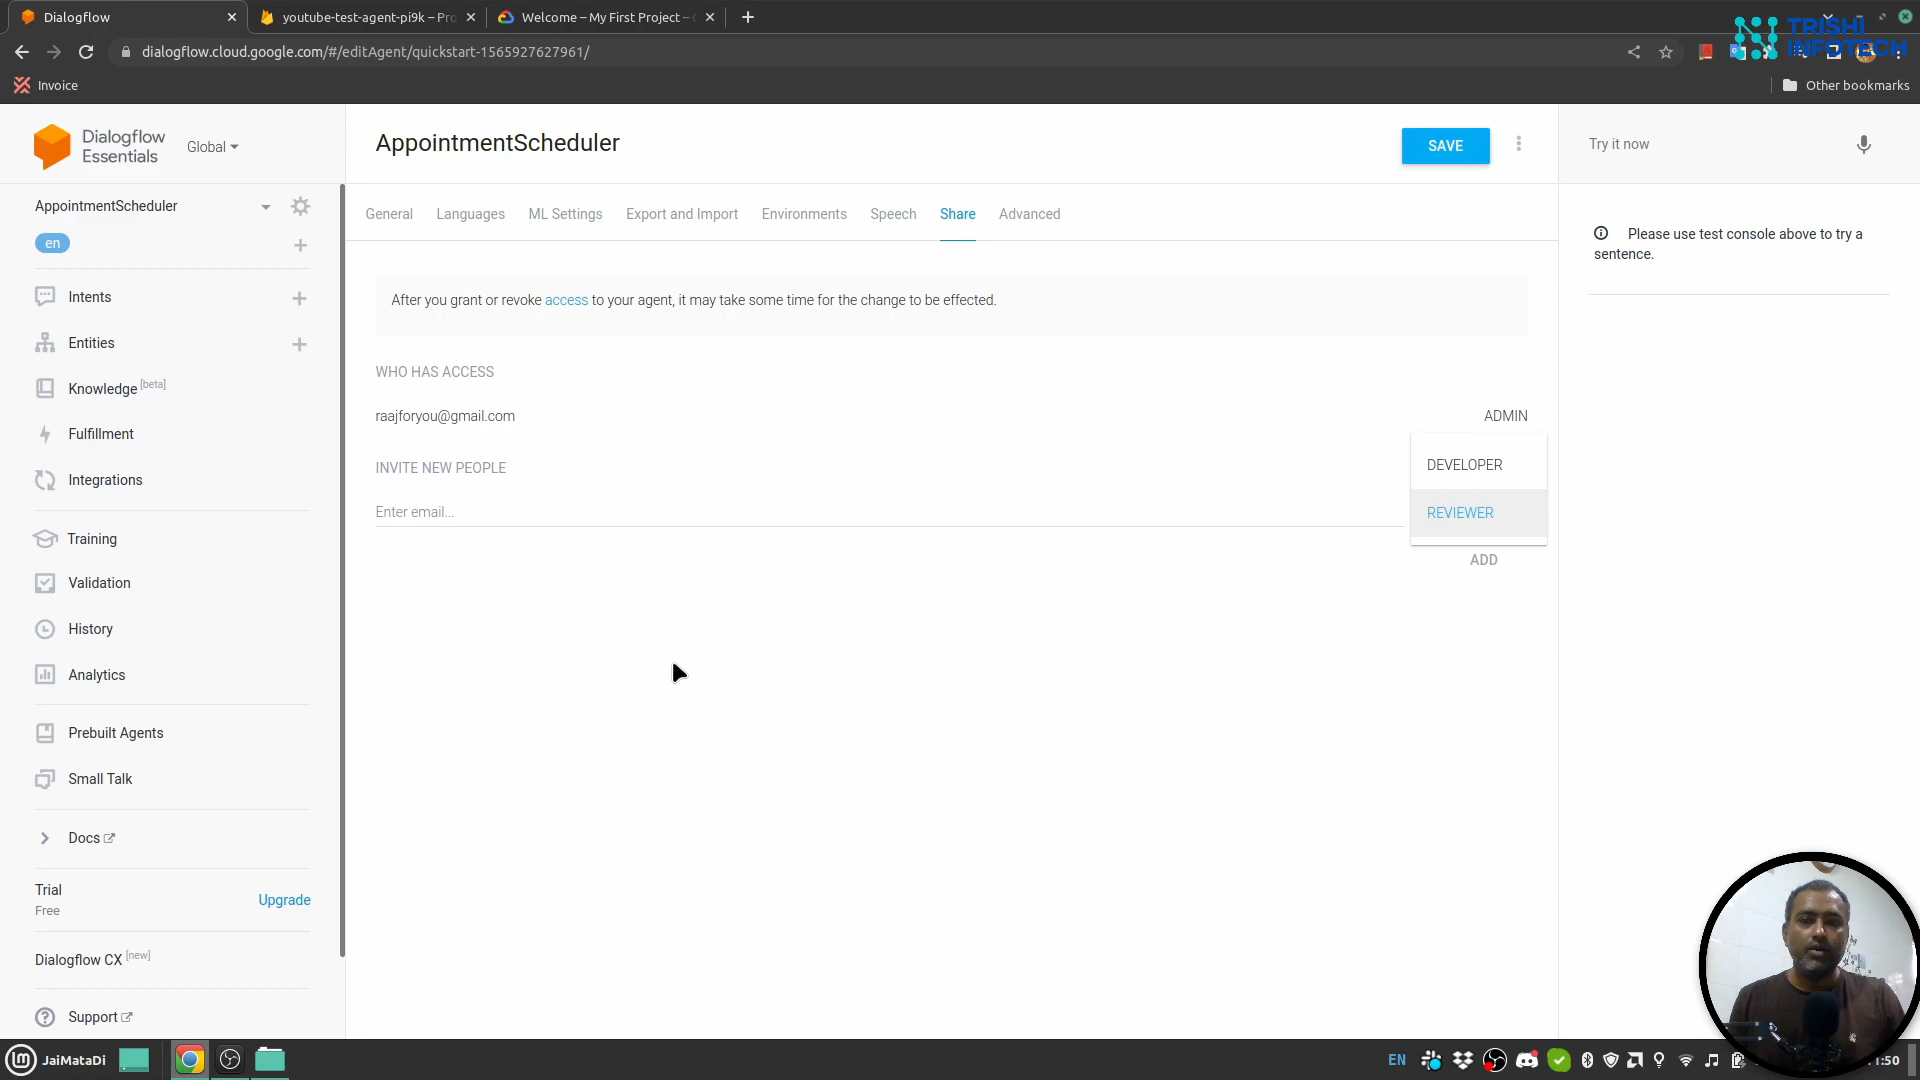 Dialogflow
youtube-test-agent-pi9k – Pro
Welcome – My First Project –
dialogflow.cloud.google.com/#/editAgent/quickstart-1565927627961/
TRISHI
INFOTECH
Invoice
Other bookmarks
Dialogflow
Essentials
Global
AppointmentScheduler
SAVE
Try it now
AppointmentScheduler
en
General
Languages
ML Settings
Export and Import
Environments
Speech
Share
Advanced
Please use test console above to try a
sentence.
Intents
Entities
Knowledge [beta]
Fulfillment
Integrations
Training
Validation
History
Analytics
Prebuilt Agents
Small Talk
Docs
Trial
Free
Upgrade
Dialogflow CX [new]
Support
After you grant or revoke access to your agent, it may take some time for the change to be effected.
WHO HAS ACCESS
raajforyou@gmail.com
ADMIN
INVITE NEW PEOPLE
DEVELOPER
Enter email...
REVIEWER
ADD
JaiMataDi
EN
:50